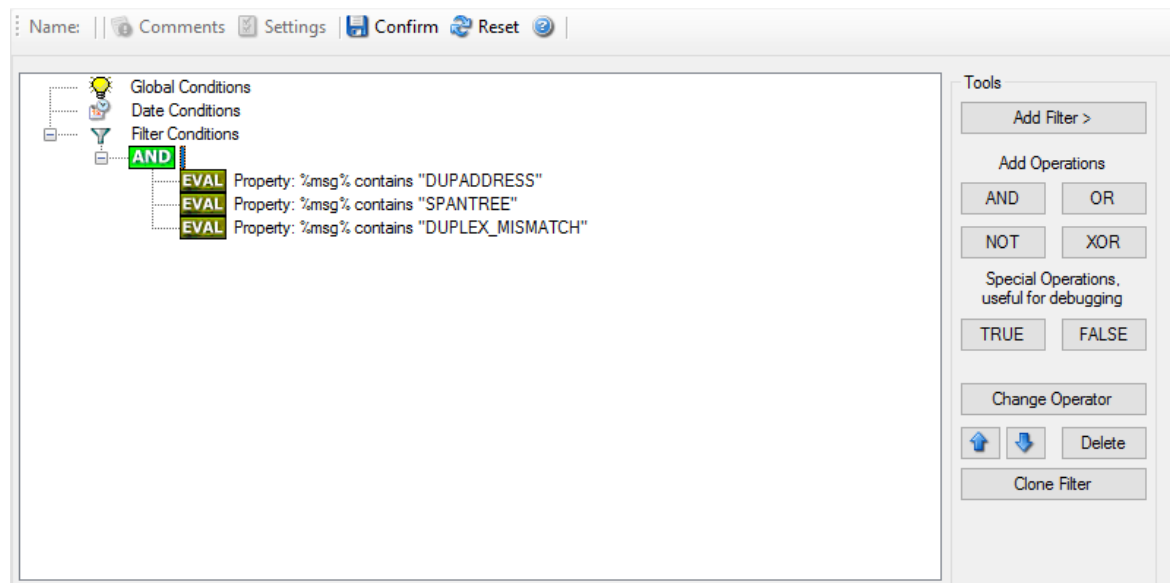 Name: Comments Settings Confirm Reset
Global Conditions
Date Conditions
Filter Conditions
AND
EVAL Property: %msg% contains "DUPADDRESS"
EVAL Property: %msg% contains "SPANTREE"
EVAL Property: %msg% contains "DUPLEX_MISMATCH"
Tools
Add Filter >
Add Operations
AND OR
NOT XOR
Special Operations,
useful for debugging
TRUE FALSE
Change Operator
Delete
Clone Filter